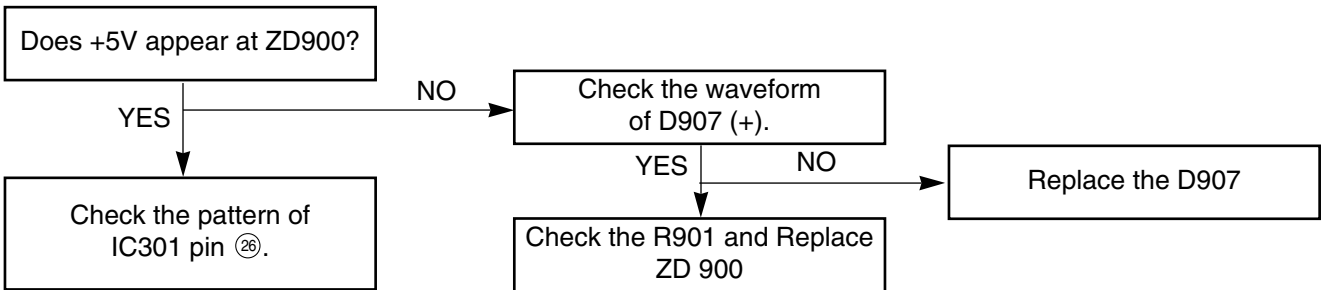 Does +5V appear at ZD900?
NO
YES
Check the waveform
of D907 (+).
YES
NO
Check the pattern of
IC301 pin ㉖.
Check the R901 and Replace
ZD 900
Replace the D907